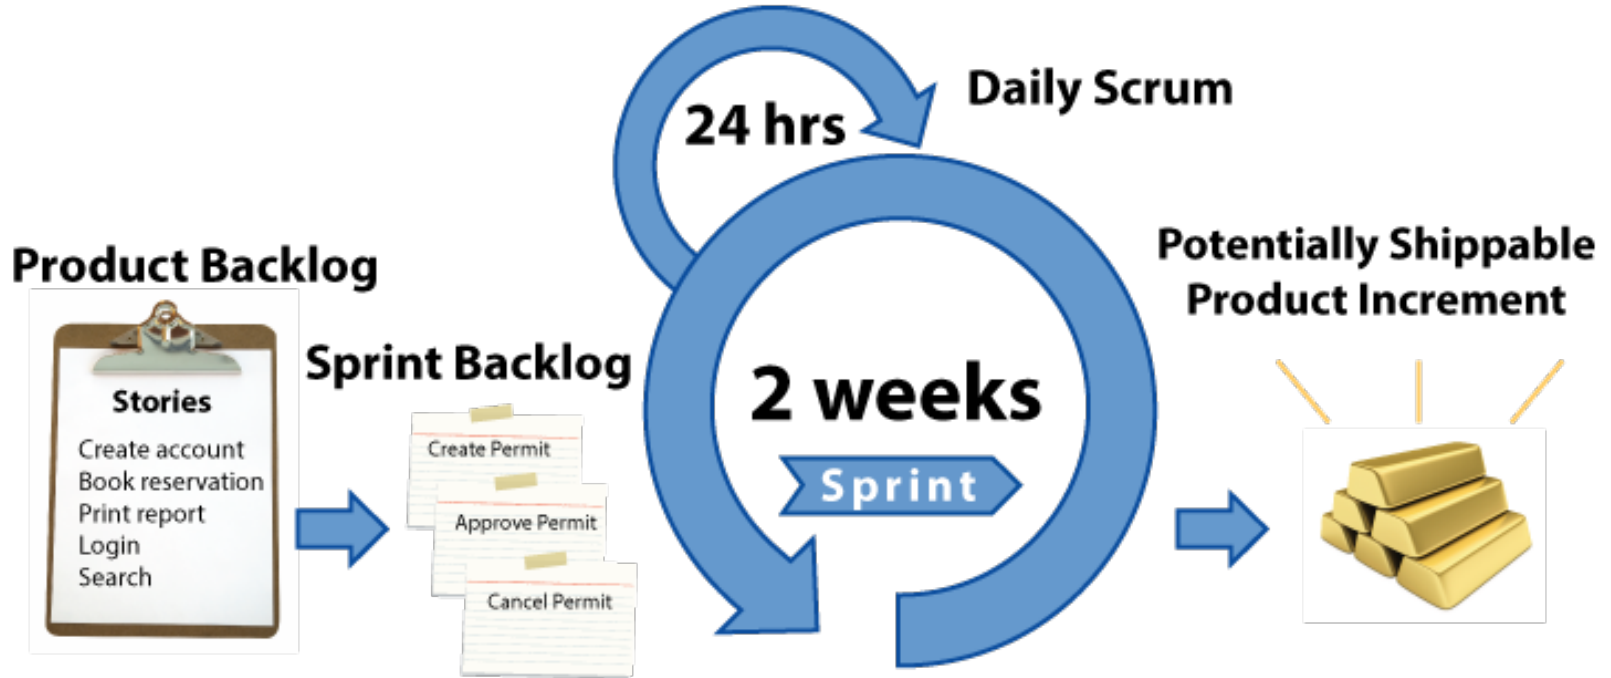 Product Backlog
Stories
Create account
Book reservation
Print report
Login
Search
Sprint Backlog
Create Permit
Approve Permit
Cancel Permit
24 hrs
Daily Scrum
2 weeks
Sprint
Potentially Shippable
Product Increment